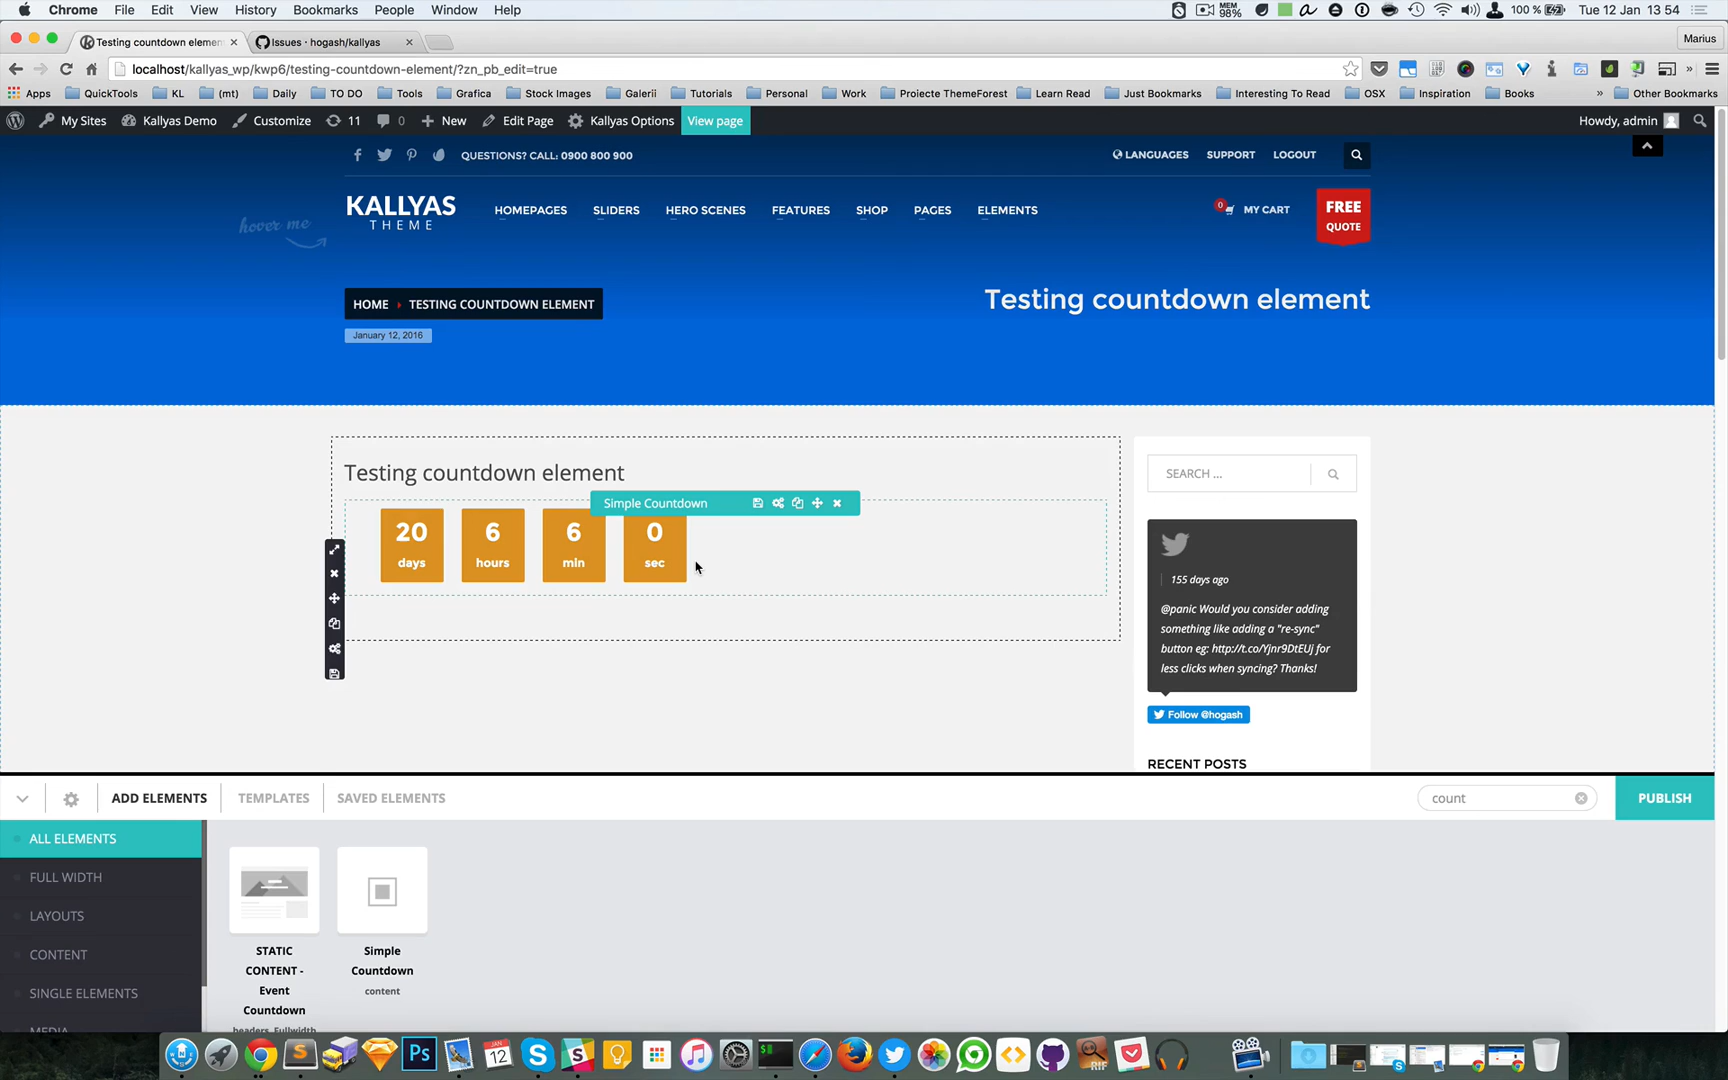 Chrome File Edit View History Bookmarks People Window Help MEM 98% 100% Tue 12 Jan 13 54
Testing countdown elemen Issues · hogash/kallyas Marius
localhost/kallyas_wp/kwp6/testing-countdown-element/?zn_pb_edit=true
Apps QuickTools KL (mt) Daily TO DO Tools Grafica Stock Images Galerii Tutorials Personal Work Proiecte ThemeForest Learn Read Just Bookmarks Interesting To Read OSX Inspiration Books » Other Bookmarks
My Sites Kallyas Demo Customize 11 0 New Edit Page Kallyas Options View page Howdy, admin
QUESTIONS? CALL: 0900 800 900 LANGUAGES SUPPORT LOGOUT
KALLYAS
THEME
hover me
HOMEPAGES SLIDERS HERO SCENES FEATURES SHOP PAGES ELEMENTS 0 MY CART
FREE
QUOTE
HOME TESTING COUNTDOWN ELEMENT
January 12, 2016
Testing countdown element
Testing countdown element
Simple Countdown
20 6 6 0
days hours min sec
SEARCH ...
155 days ago
@panic Would you consider adding
something like adding a "re-sync"
button eg: http://t.co/Yjnr9DtEUj for
less clicks when syncing? Thanks!
Follow @hogash
RECENT POSTS
ADD ELEMENTS TEMPLATES SAVED ELEMENTS count PUBLISH
ALL ELEMENTS
FULL WIDTH
LAYOUTS
CONTENT
SINGLE ELEMENTS
MEDIA
STATIC
CONTENT -
Event
Countdown
headers, Fullwidth
Simple
Countdown
content
Ps JAN 12